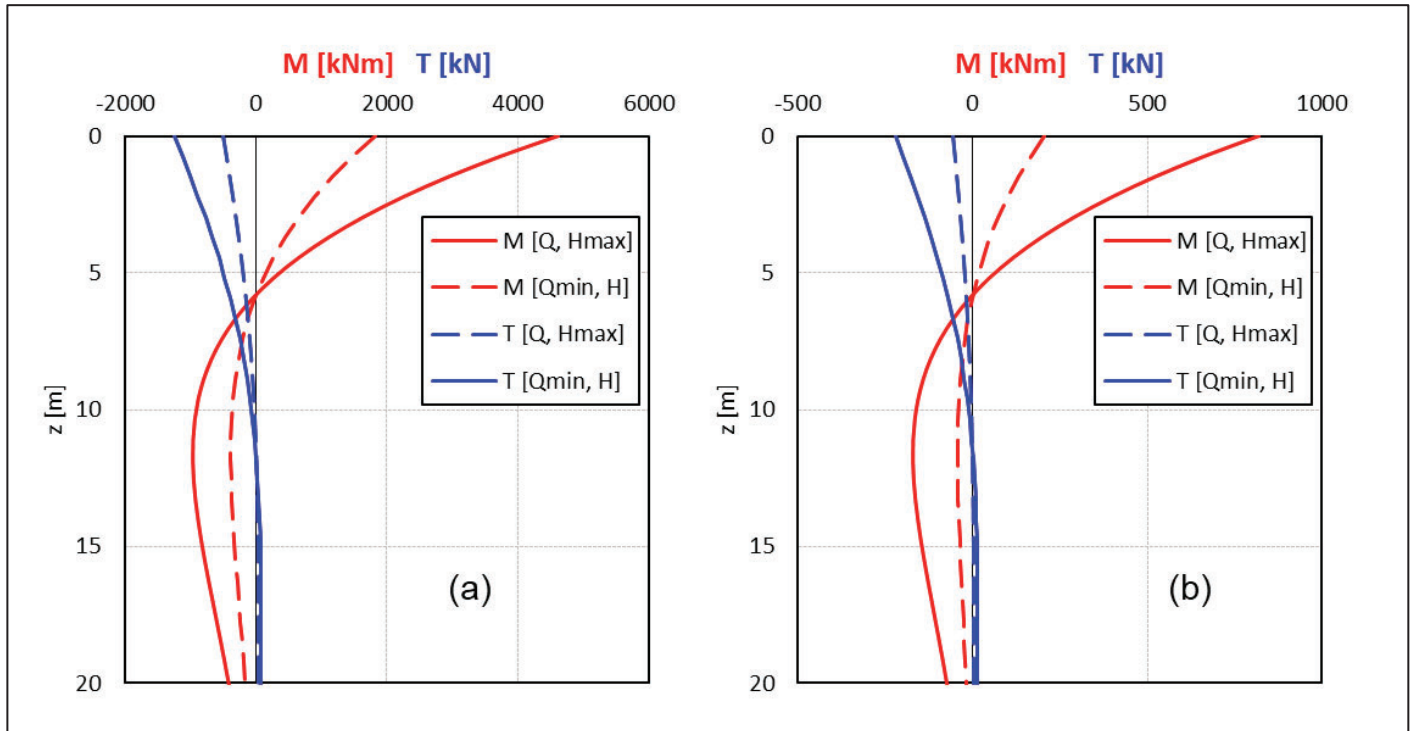 M [kNm] T [kN]
-2000 0 2000 4000 6000
0
5
10
15
20
z [m]
M [Q, Hmax]
M [Qmin, H]
T [Q, Hmax]
T [Qmin, H]
(a)
M [kNm] T [kN]
-500 0 500 1000
0
5
10
15
20
z [m]
M [Q, Hmax]
M [Qmin, H]
T [Q, Hmax]
T [Qmin, H]
(b)